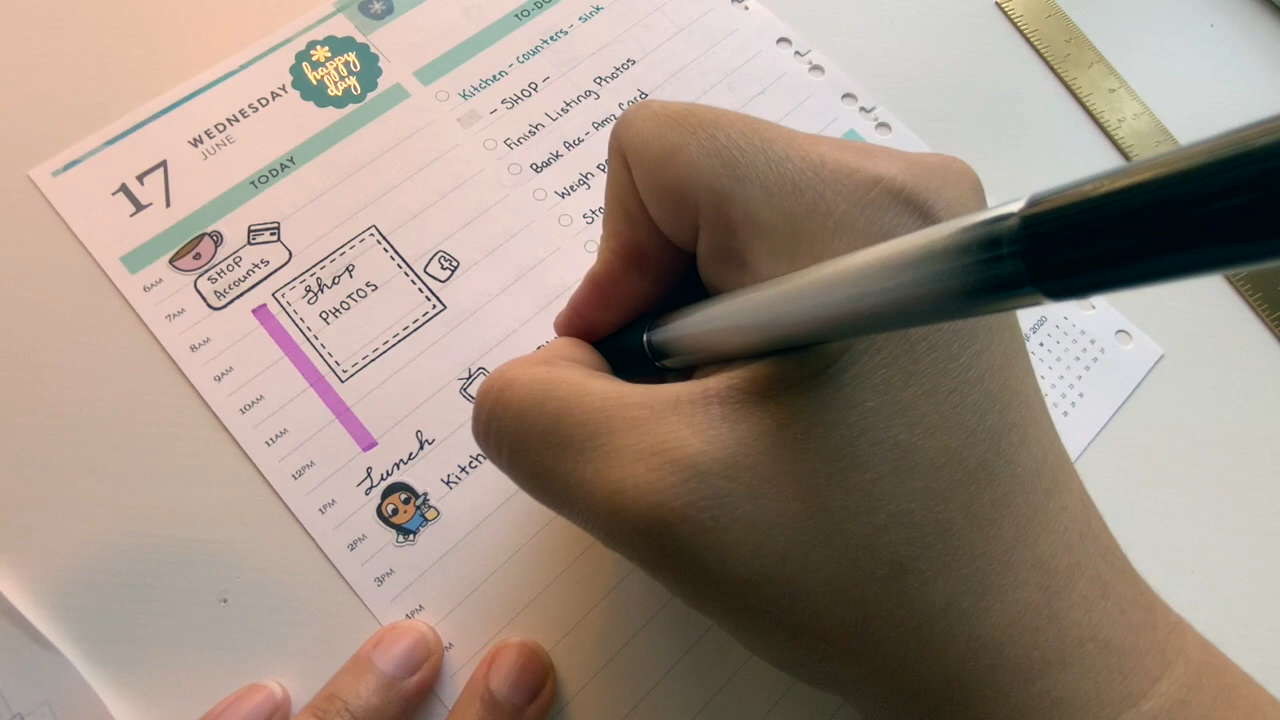 happy
day
17
WEDNESDAY
JUNE
TODAY
6AM
7AM
8AM
9AM
10AM
11AM
12PM
1PM
2PM
3PM
4PM
SHOP
Accounts
Shop
PHOTOS
Lunch
Kitch
TO-DO
Kitchen - counters - sink
- SHOP -
Finish Listing Photos
Bank Acc - Amz Card
Weigh
2020